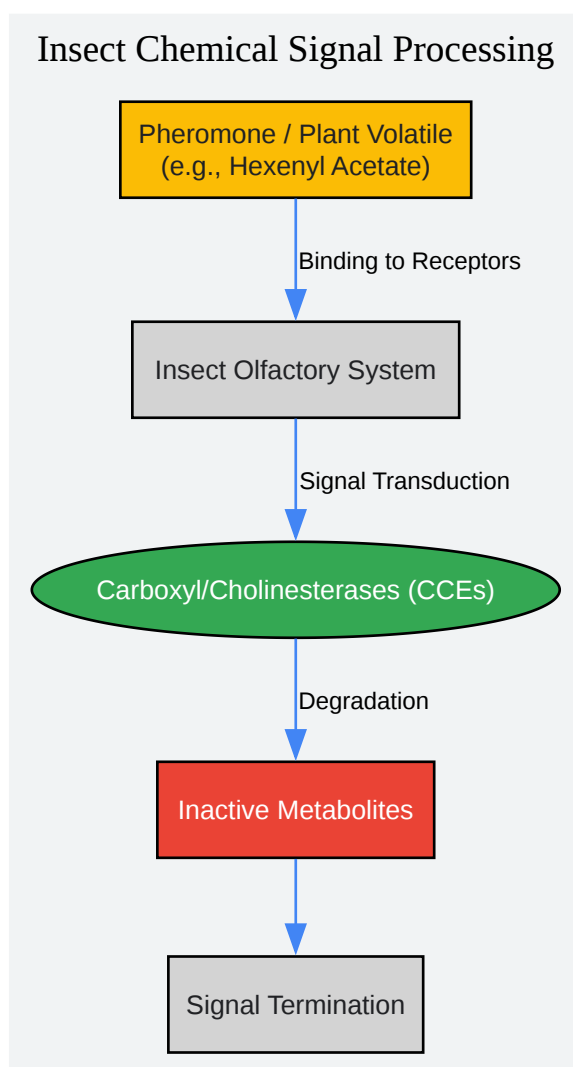 Insect Chemical Signal Processing
Pheromone / Plant Volatile
(e.g., Hexenyl Acetate)
Binding to Receptors
Insect Olfactory System
Signal Transduction
Carboxyl/Cholinesterases (CCEs)
Degradation
Inactive Metabolites
Signal Termination